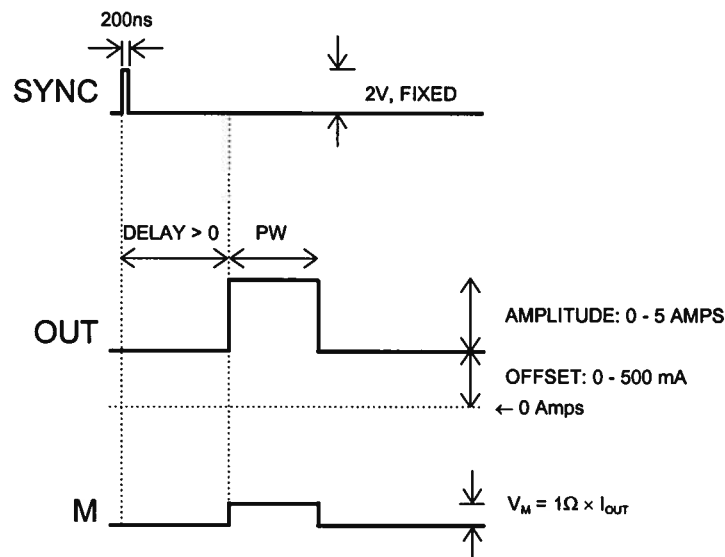 200ns
SYNC
2V, FIXED
DELAY > 0
PW
OUT
AMPLITUDE: 0 - 5 AMPS
OFFSET: 0 - 500 mA
← 0 Amps
M
V_M = 1Ω × I_OUT